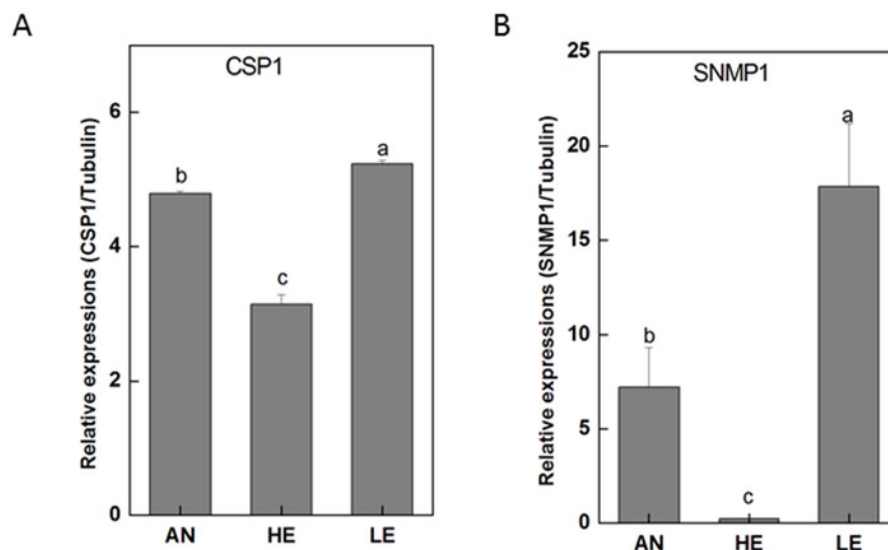 A
CSP1
Relative expressions (CSP1/Tubulin)
6
4
2
0
b
c
a
AN HE LE
B
SNMP1
Relative expressions (SNMP1/Tubulin)
25
20
15
10
5
0
b
c
a
AN HE LE